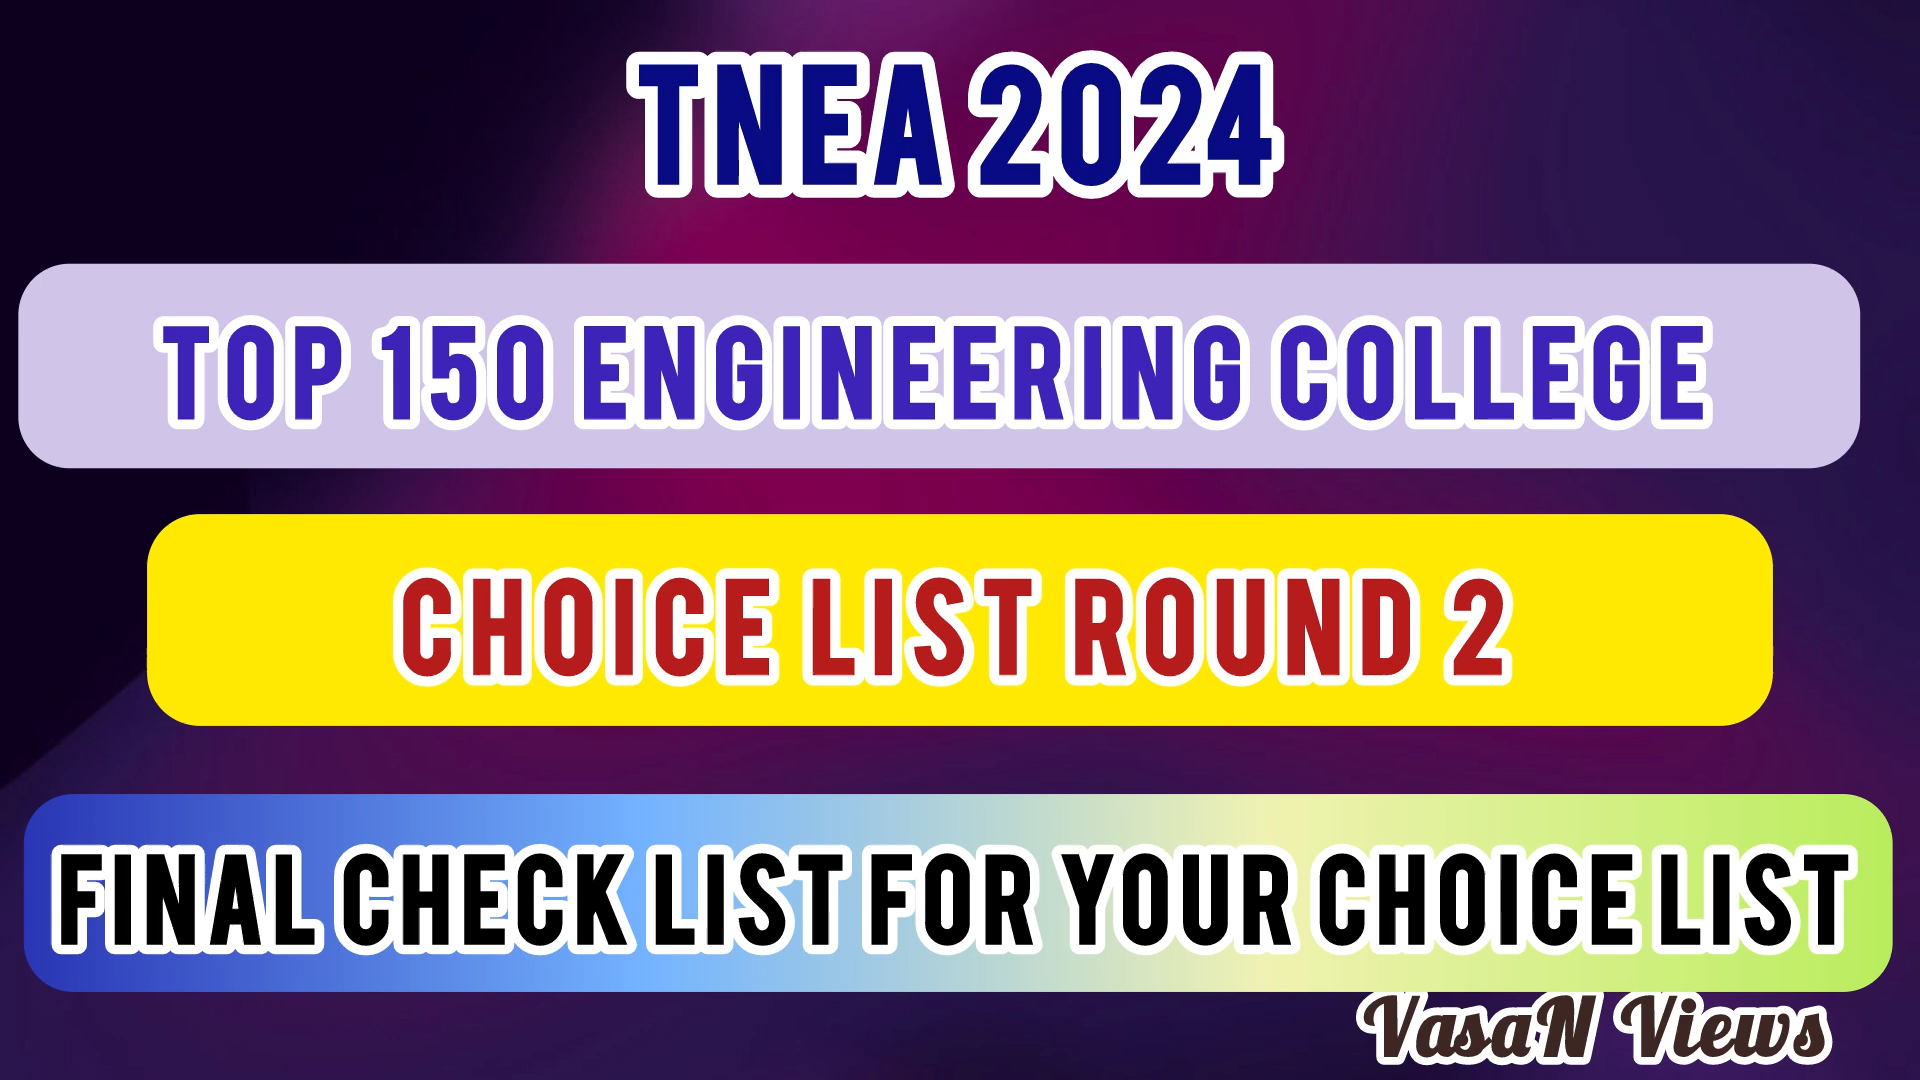 TNEA 2024
TOP 150 ENGINEERING COLLEGE
CHOICE LIST ROUND 2
FINAL CHECK LIST FOR YOUR CHOICE LIST
VasaN Views